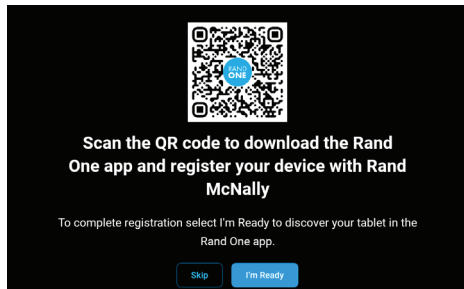 RAND
ONE
Scan the QR code to download the Rand
One app and register your device with Rand
McNally
To complete registration select I'm Ready to discover your tablet in the
Rand One app.
Skip
I'm Ready